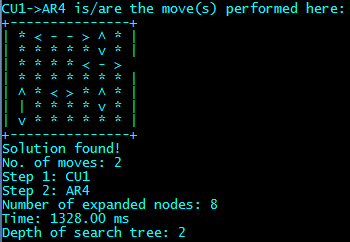 CU1->AR4 is/are the move(s) performed here:
+---------------+
| * < - - > ^ * |
| * * * * * v * |
| * * * * < - >
| * * * * * * * |
| ^ * < > * ^ * |
| | * * * * v * |
| v * * * * * * |
+---------------+
Solution found!
No. of moves: 2
Step 1: CU1
Step 2: AR4
Number of expanded nodes: 8
Time: 1328.00 ms
Depth of search tree: 2